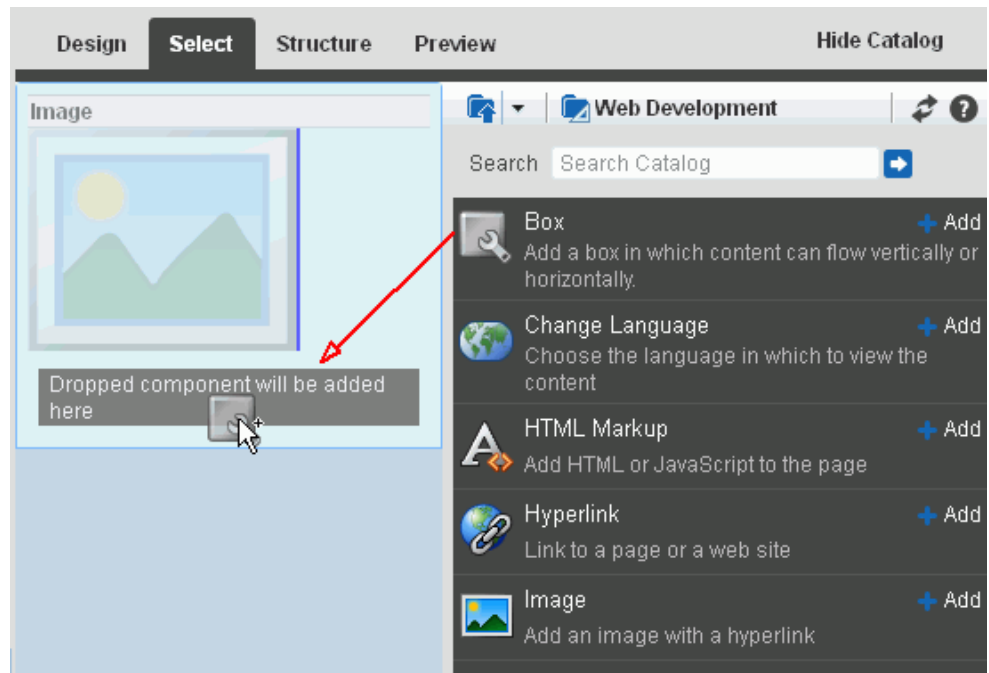 Design Select Structure Preview Hide Catalog
Image
Dropped component will be added
here
Web Development
Search Search Catalog
Box Add
Add a box in which content can flow vertically or
horizontally.
Change Language Add
Choose the language in which to view the
content
HTML Markup Add
Add HTML or JavaScript to the page
Hyperlink Add
Link to a page or a web site
Image Add
Add an image with a hyperlink